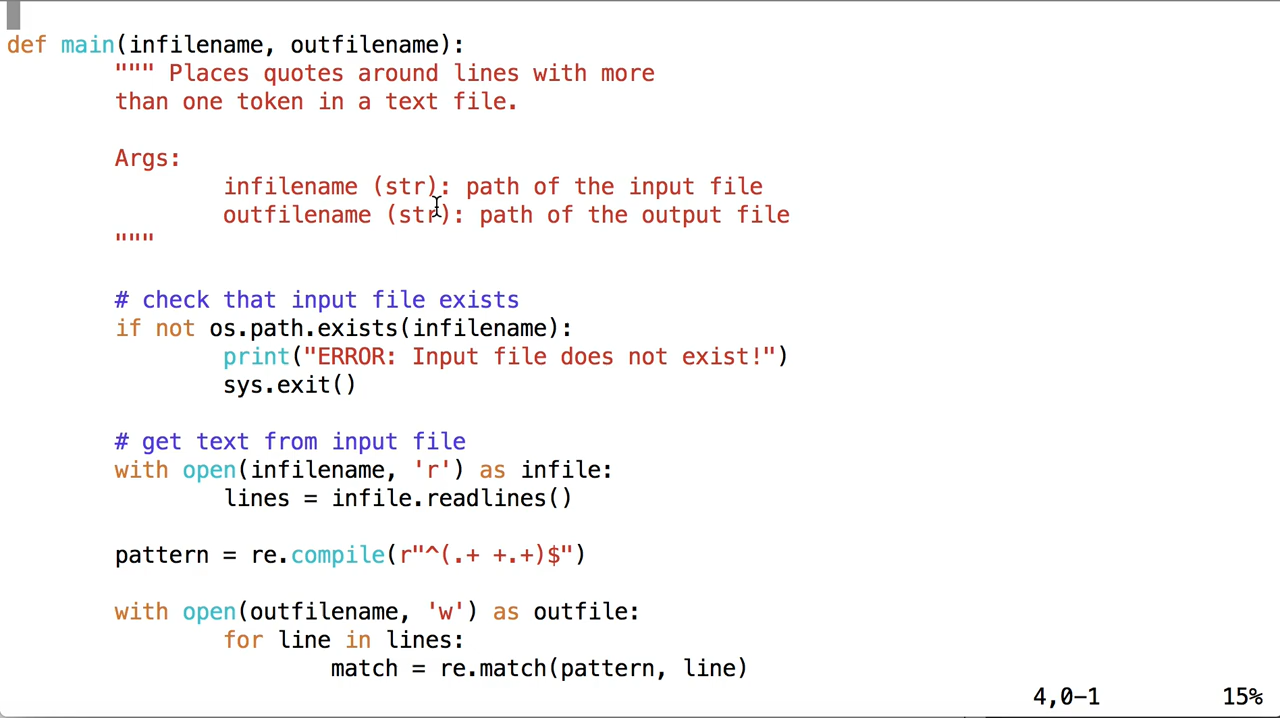 def main(infilename, outfilename):
""" Places quotes around lines with more
than one token in a text file.
Args:
infilename (str): path of the input file
outfilename (str): path of the output file
"""
# check that input file exists
if not os.path.exists(infilename):
print("ERROR: Input file does not exist!")
sys.exit()
# get text from input file
with open(infilename, 'r') as infile:
lines = infile.readlines()
pattern = re.compile(r"^(.+ +.+)$")
with open(outfilename, 'w') as outfile:
for line in lines:
match = re.match(pattern, line)
4,0-1 15%